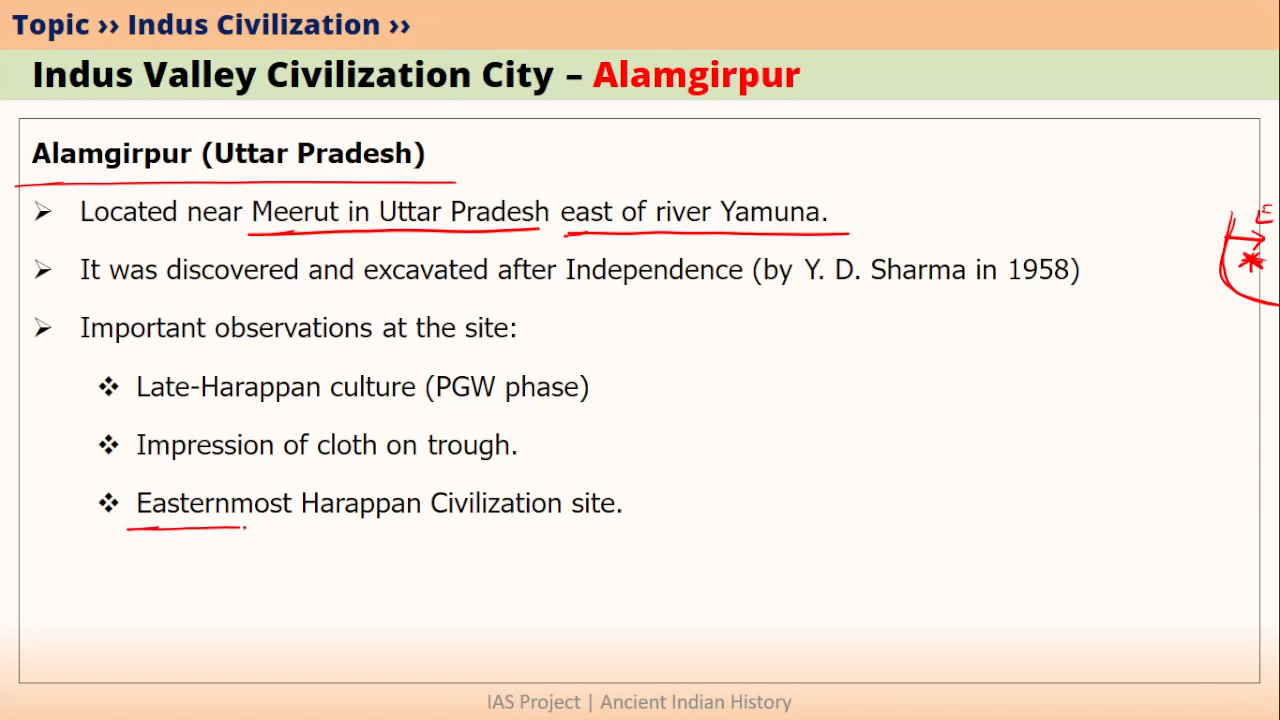 Topic ›› Indus Civilization ››
Indus Valley Civilization City – Alamgirpur
Alamgirpur (Uttar Pradesh)
➢ Located near Meerut in Uttar Pradesh east of river Yamuna.
➢ It was discovered and excavated after Independence (by Y. D. Sharma in 1958)
➢ Important observations at the site:
❖ Late-Harappan culture (PGW phase)
❖ Impression of cloth on trough.
❖ Easternmost Harappan Civilization site.
IAS Project | Ancient Indian History